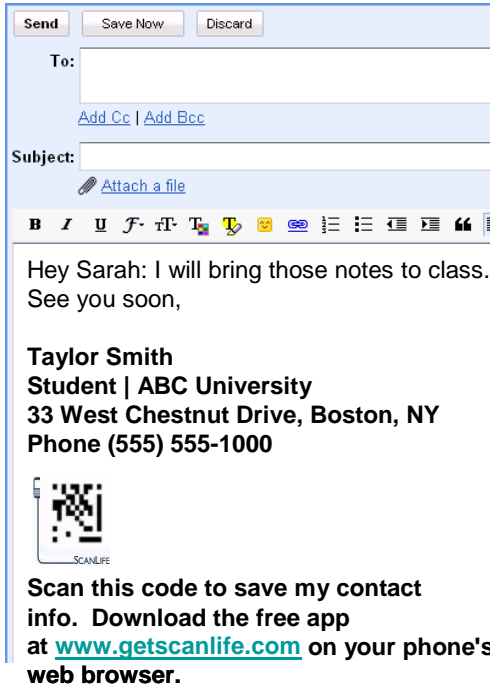 Send Save Now Discard
To:
Add Cc | Add Bcc
Subject:
Attach a file
B I U F T T T
Hey Sarah: I will bring those notes to class.
See you soon,
Taylor Smith
Student | ABC University
33 West Chestnut Drive, Boston, NY
Phone (555) 555-1000
SCANLIFE
Scan this code to save my contact
info. Download the free app
at www.getscanlife.com on your phone's
web browser.